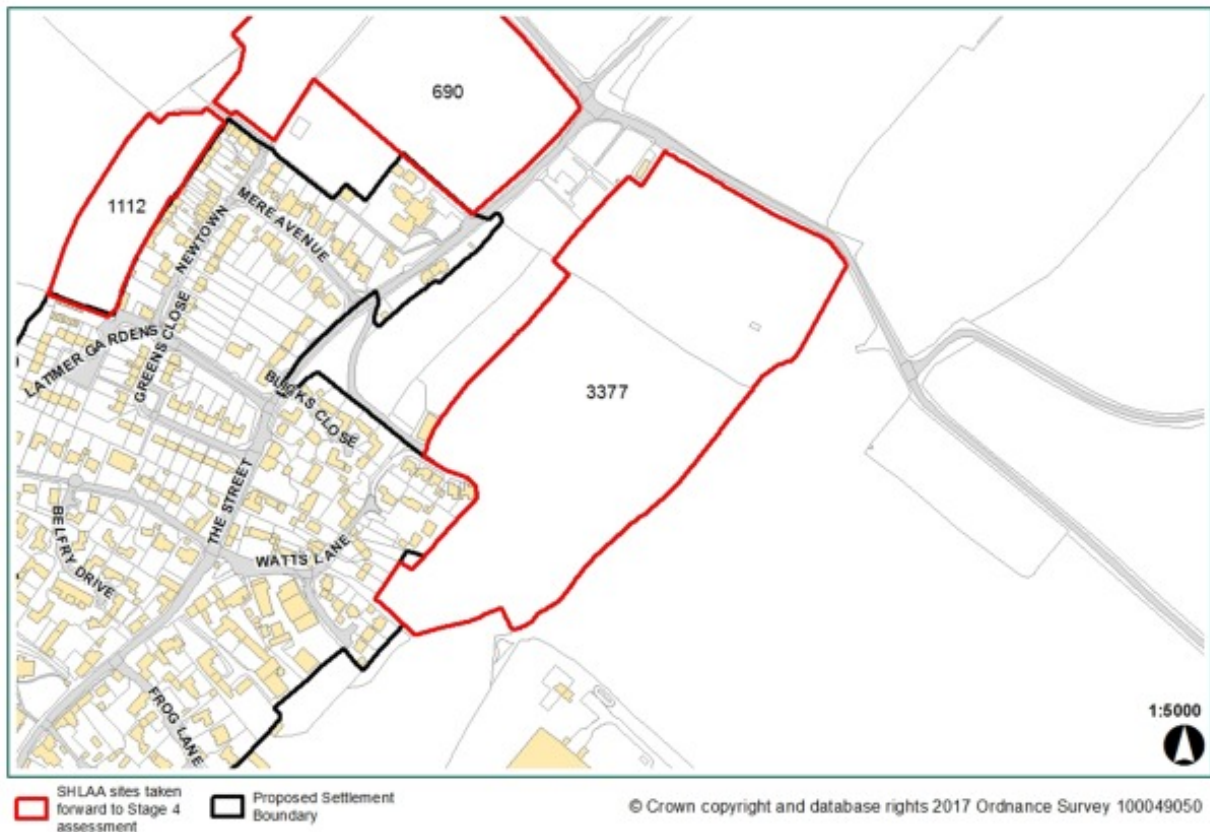 690
1112
MERE AVENUE
NEWTOWN
LATIMER GARDENS
GREENS CLOSE
BUCKS CLOSE
3377
THE STREET
BELFRY DRIVE
WATTS LANE
FROG LANE
1:5000
SHLAA sites taken
forward to Stage 4
assessment
Proposed Settlement
Boundary
© Crown copyright and database rights 2017 Ordnance Survey 100049050